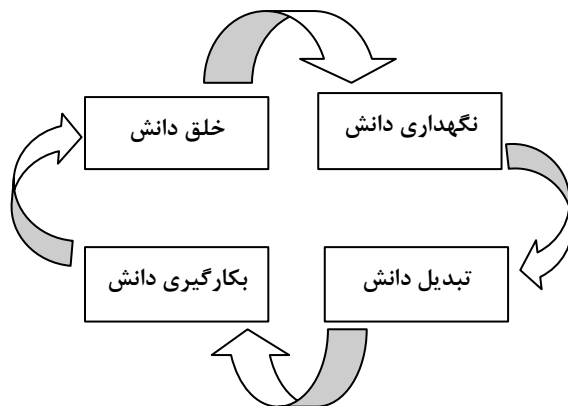 خلق دانش
نگهداری دانش
تبدیل دانش
بکارگیری دانش